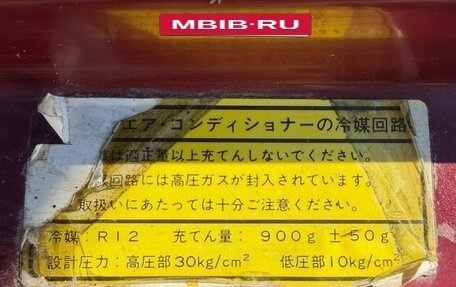 MBIB·RU
エア・コンディショナーの冷媒回路
は適正量以上充てんしないでください。
回路には高圧ガスが封入されています。
取扱いにあたっては十分ご注意ください。
冷媒：R12 充てん量：900g ±50g
設計圧力：高圧部30kg/cm² 低圧部10kg/cm²